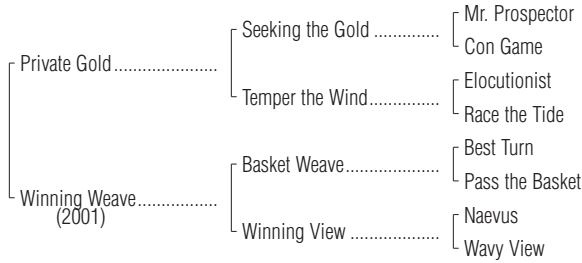 Mr. Prospector
Seeking the Gold ...............
Con Game
Private Gold .....................
Elocutionist
Temper the Wind...............
Race the Tide
Best Turn
Basket Weave....................
Pass the Basket
Winning Weave.................
(2001)
Naevus
Winning View ...................
Wavy View